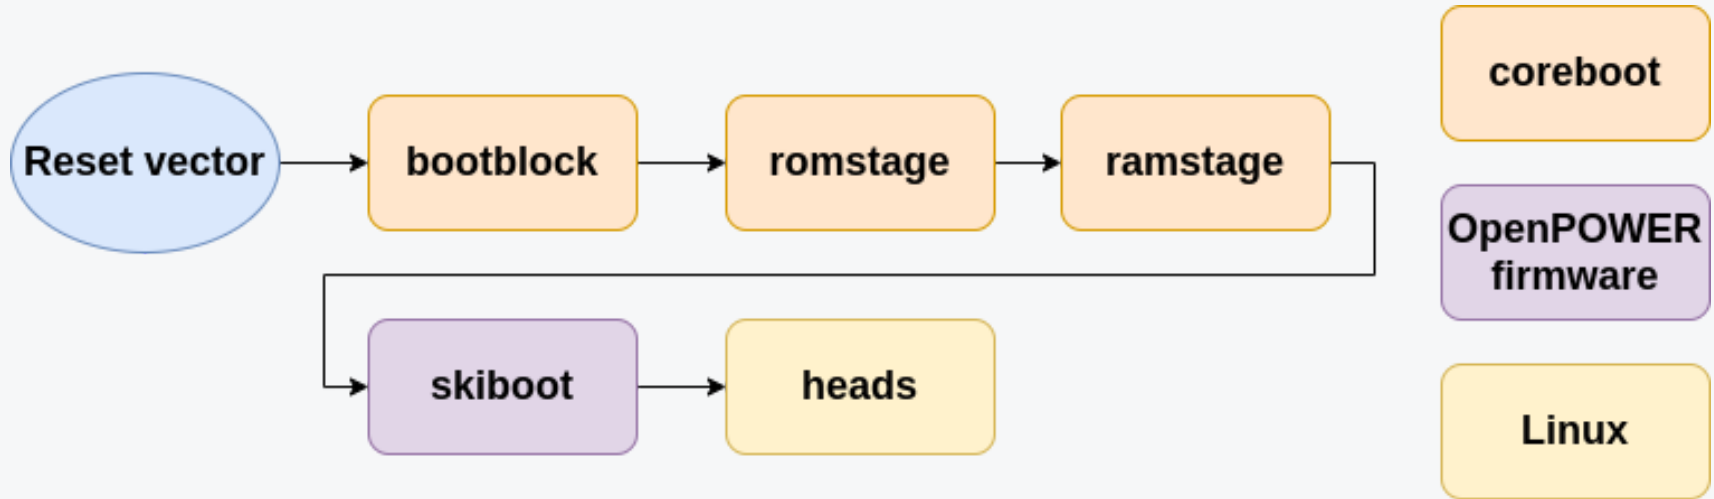 Reset vector
bootblock
romstage
ramstage
skiboot
heads
coreboot
OpenPOWER
firmware
Linux